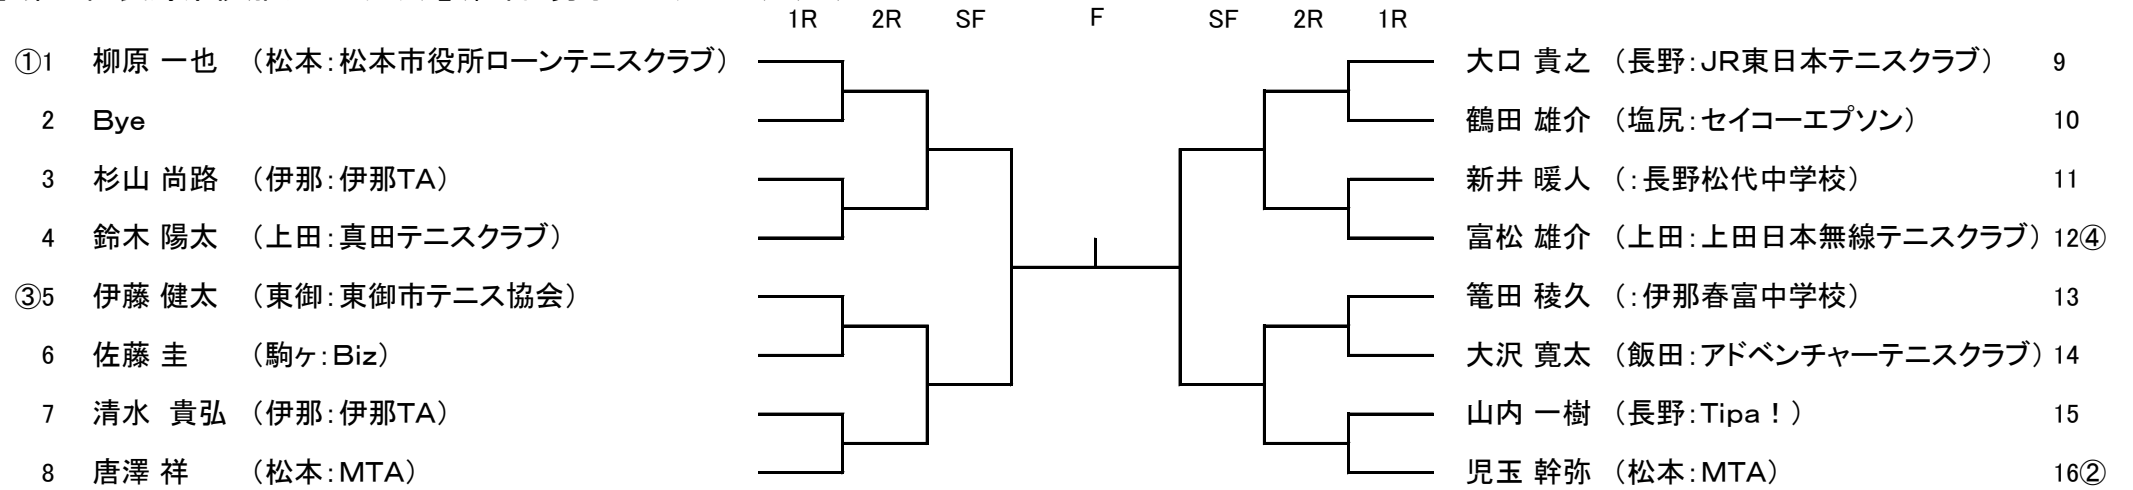 1R 2R SF F SF 2R 1R
①1 柳原 一也 （松本：松本市役所ローンテニスクラブ） 大口 貴之 （長野：JR東日本テニスクラブ） 9
2 Bye 鶴田 雄介 （塩尻：セイコーエプソン） 10
3 杉山 尚路 （伊那：伊那TA） 新井 暖人 （：長野松代中学校） 11
4 鈴木 陽太 （上田：真田テニスクラブ） 富松 雄介 （上田：上田日本無線テニスクラブ） 12④
③5 伊藤 健太 （東御：東御市テニス協会） 篭田 稜久 （：伊那春富中学校） 13
6 佐藤 圭 （駒ヶ：Biz） 大沢 寛太 （飯田：アドベンチャーテニスクラブ） 14
7 清水 貴弘 （伊那：伊那TA） 山内 一樹 （長野：Tipa！） 15
8 唐澤 祥 （松本：MTA） 児玉 幹弥 （松本：MTA） 16②